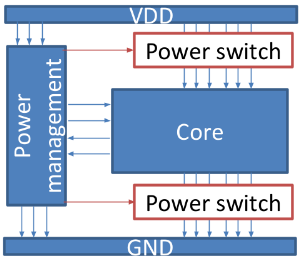 VDD
Power switch
Power
management
Core
Power switch
GND